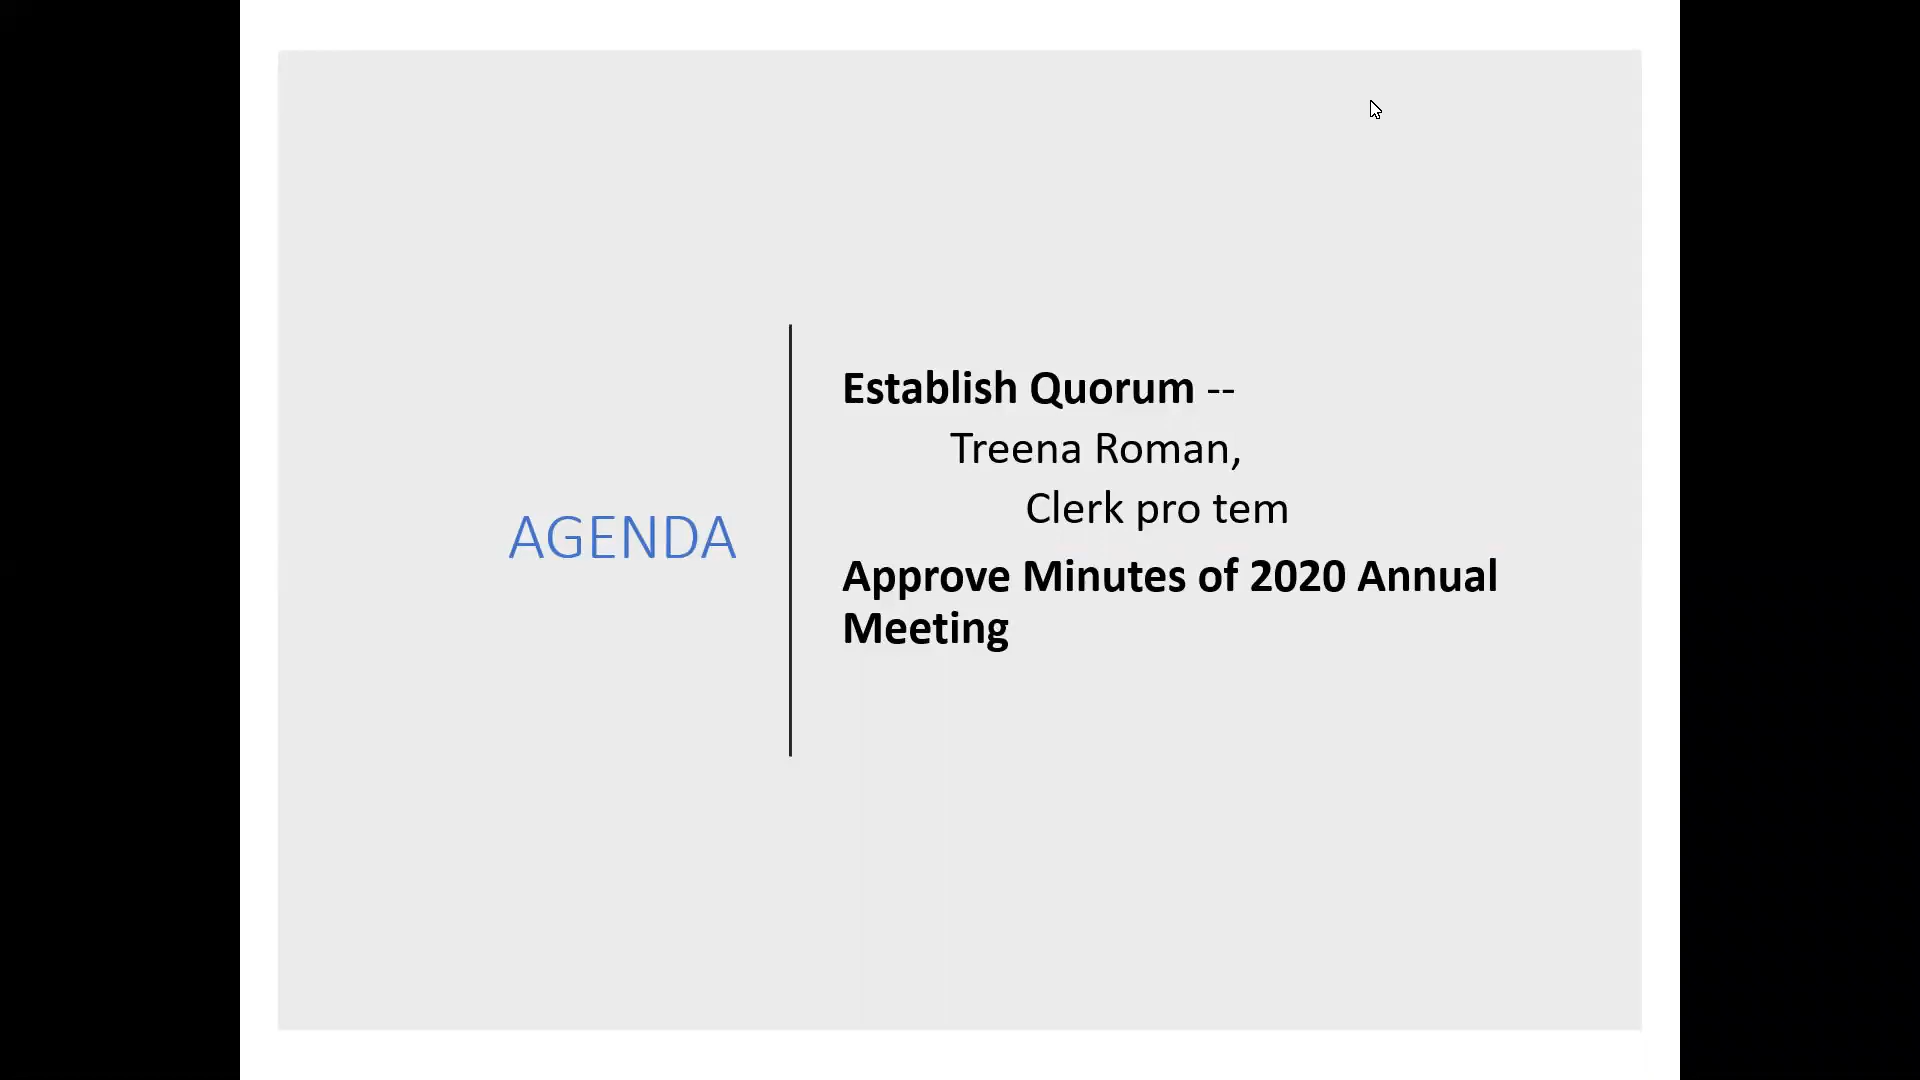 AGENDA
Establish Quorum --
Treena Roman,
Clerk pro tem
Approve Minutes of 2020 Annual
Meeting